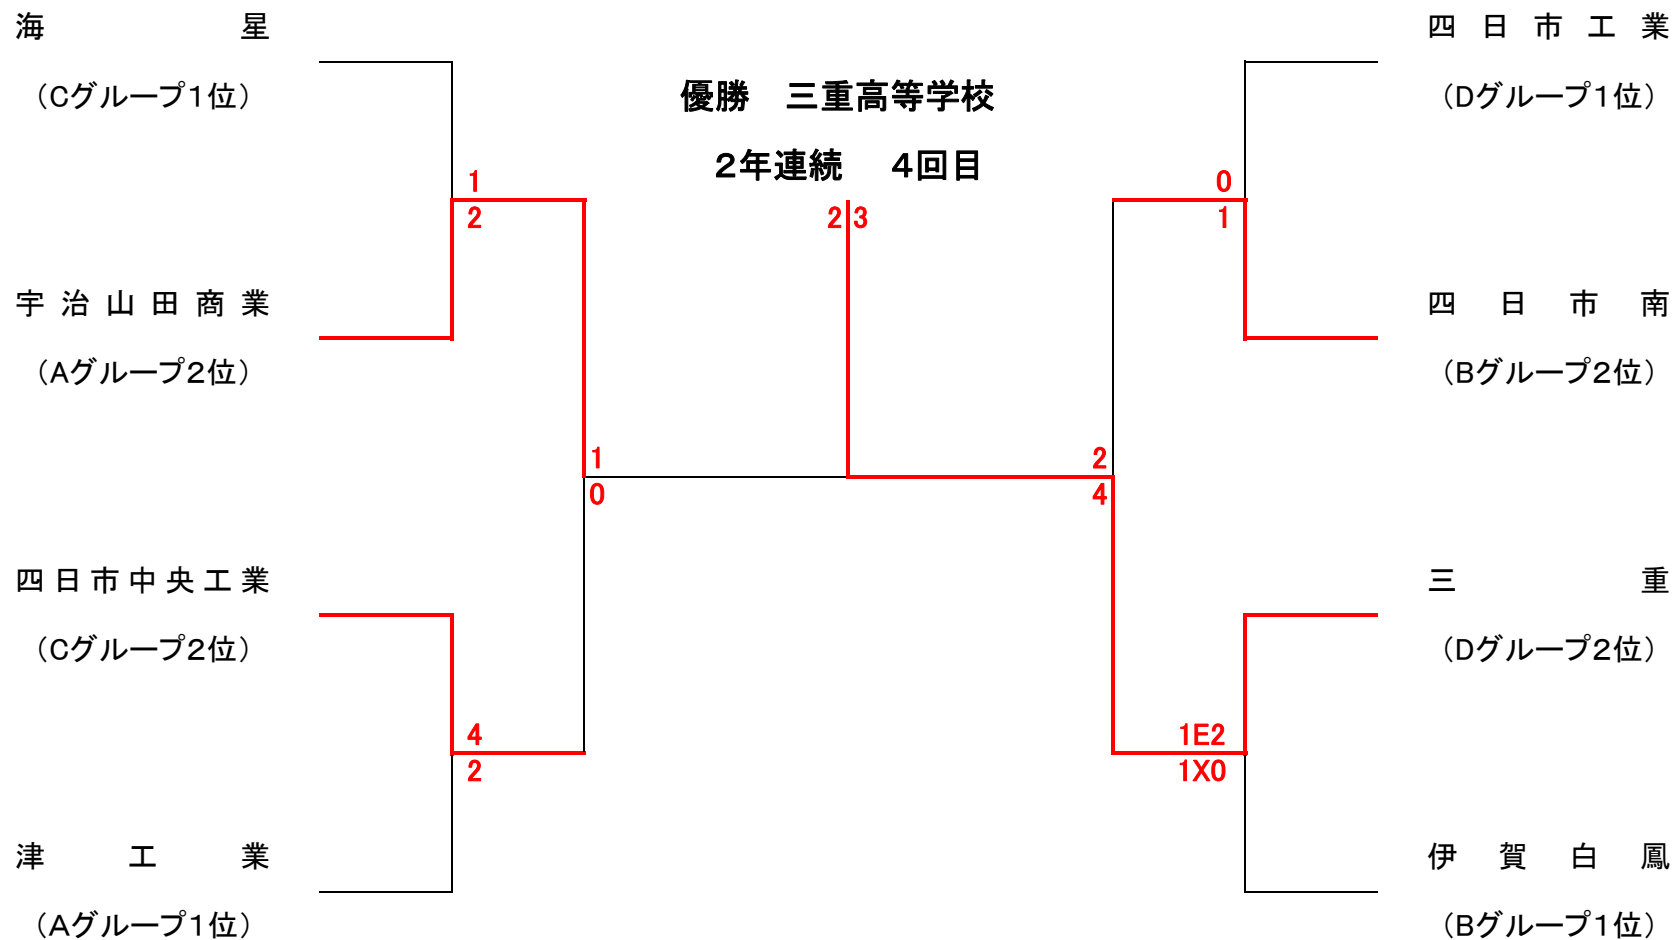 海星
（Cグループ１位）
四日市工業
（Dグループ１位）
優勝　三重高等学校
２年連続　４回目
1
2
2 3
0
1
宇治山田商業
（Aグループ２位）
四日市南
（Bグループ２位）
1
0
2
4
四日市中央工業
（Cグループ２位）
三重
（Dグループ２位）
4
2
1E2
1X0
津工業
（Aグループ１位）
伊賀白鳳
（Bグループ１位）